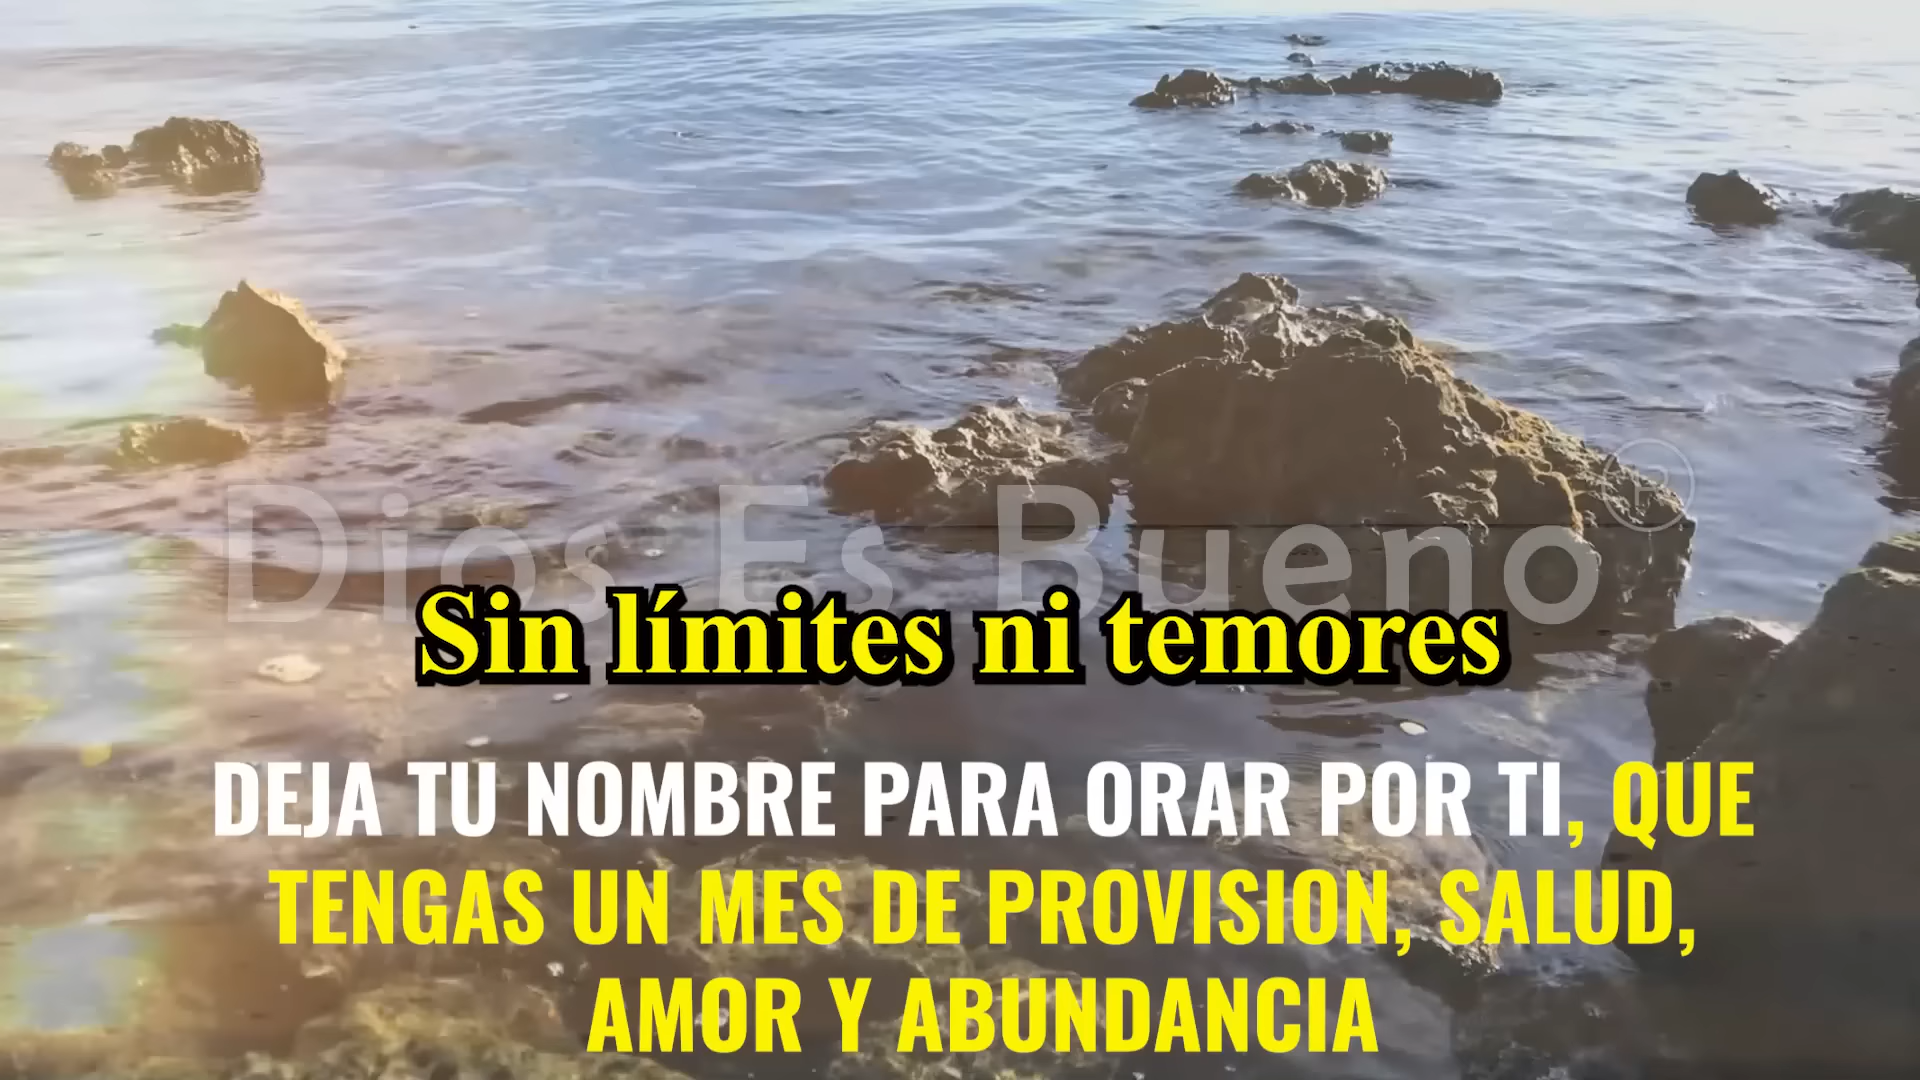 Dios Es Bueno ®
Sin límites ni temores
DEJA TU NOMBRE PARA ORAR POR TI, QUE
TENGAS UN MES DE PROVISION, SALUD,
AMOR Y ABUNDANCIA